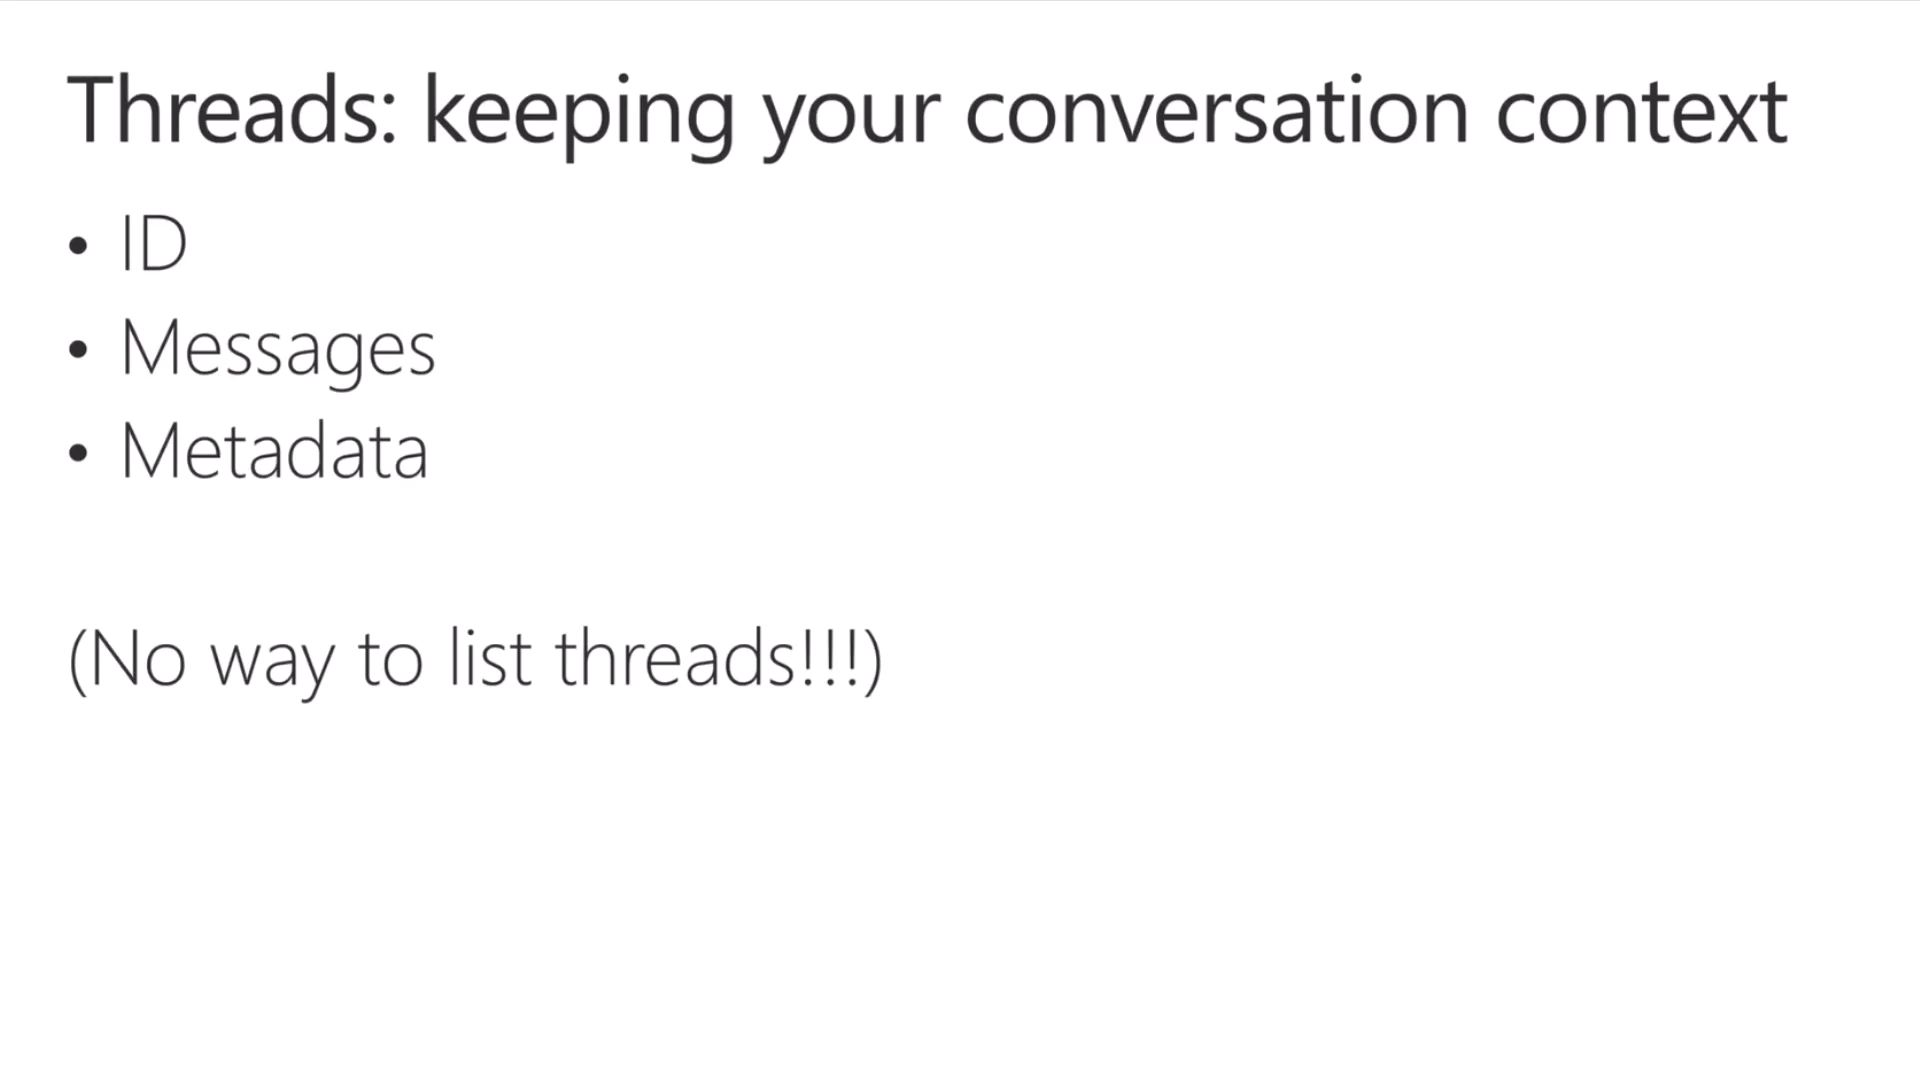 Threads: keeping your conversation context
• ID
• Messages
• Metadata
(No way to list threads!!!)